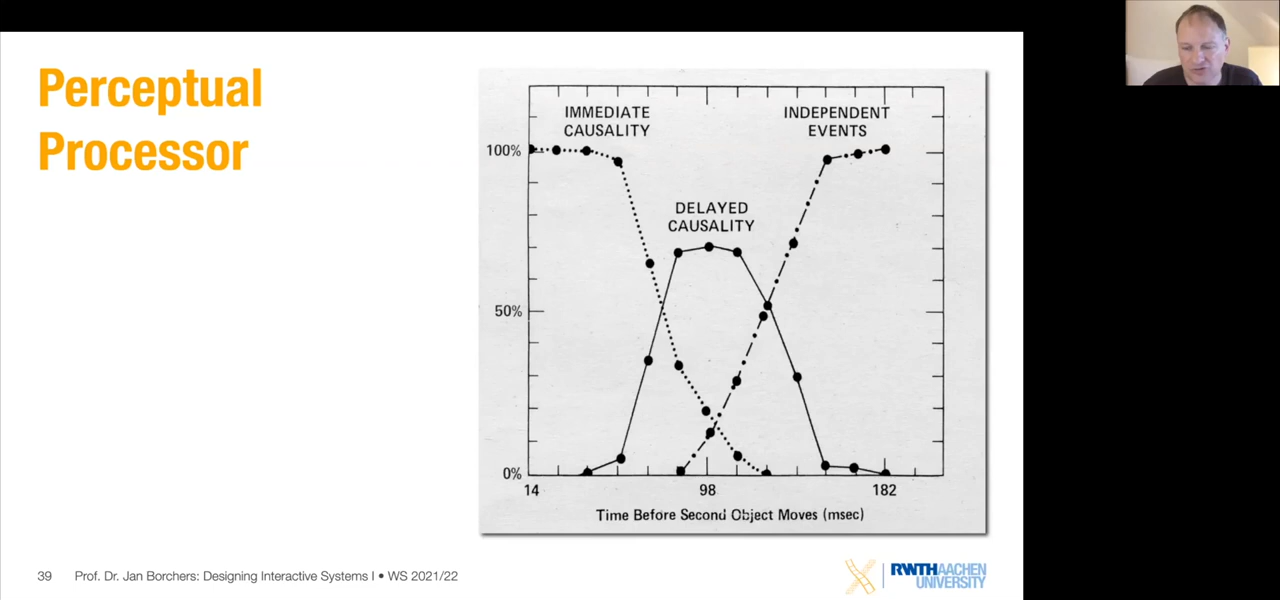 Perceptual
Processor
IMMEDIATE
CAUSALITY
INDEPENDENT
EVENTS
100%
DELAYED
CAUSALITY
50%
0%
14
98
182
Time Before Second Object Moves (msec)
39
Prof. Dr. Jan Borchers: Designing Interactive Systems I • WS 2021/22
RWTHAACHEN
UNIVERSITY